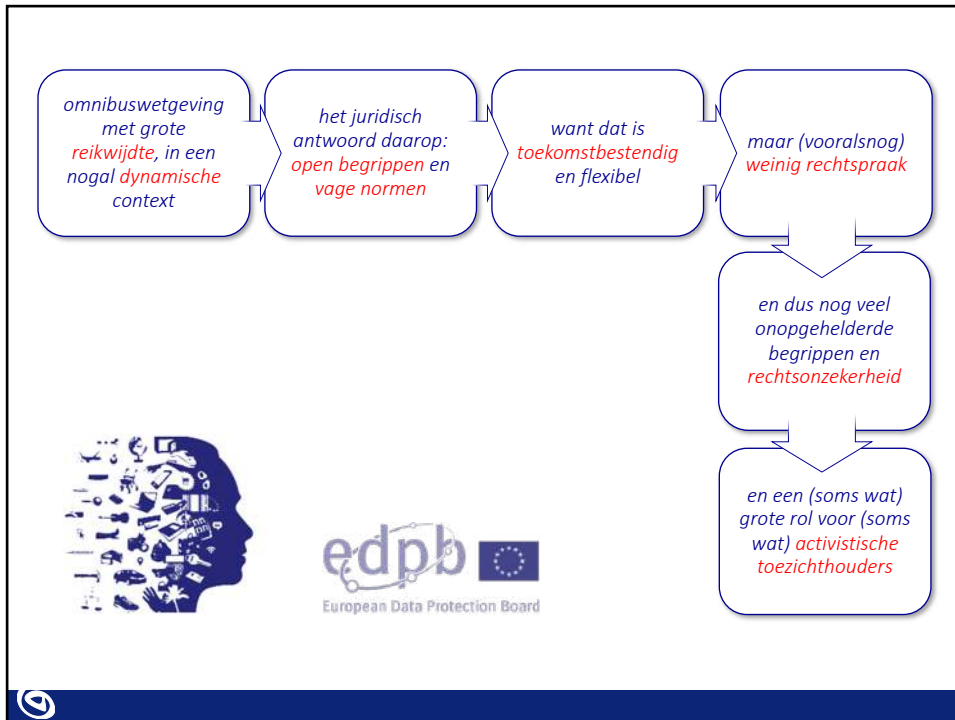 omnibuswetgeving
met grote
reikwijdte, in een
nogal dynamische
context
het juridisch
antwoord daarop:
open begrippen en
vage normen
want dat is
toekomstbestendig
en flexibel
maar (vooralsnog)
weinig rechtspraak
en dus nog veel
onopgehelderde
begrippen en
rechtsonzekerheid
en een (soms wat)
grote rol voor (soms
wat) activistische
toezichthouders
edpb
European Data Protection Board